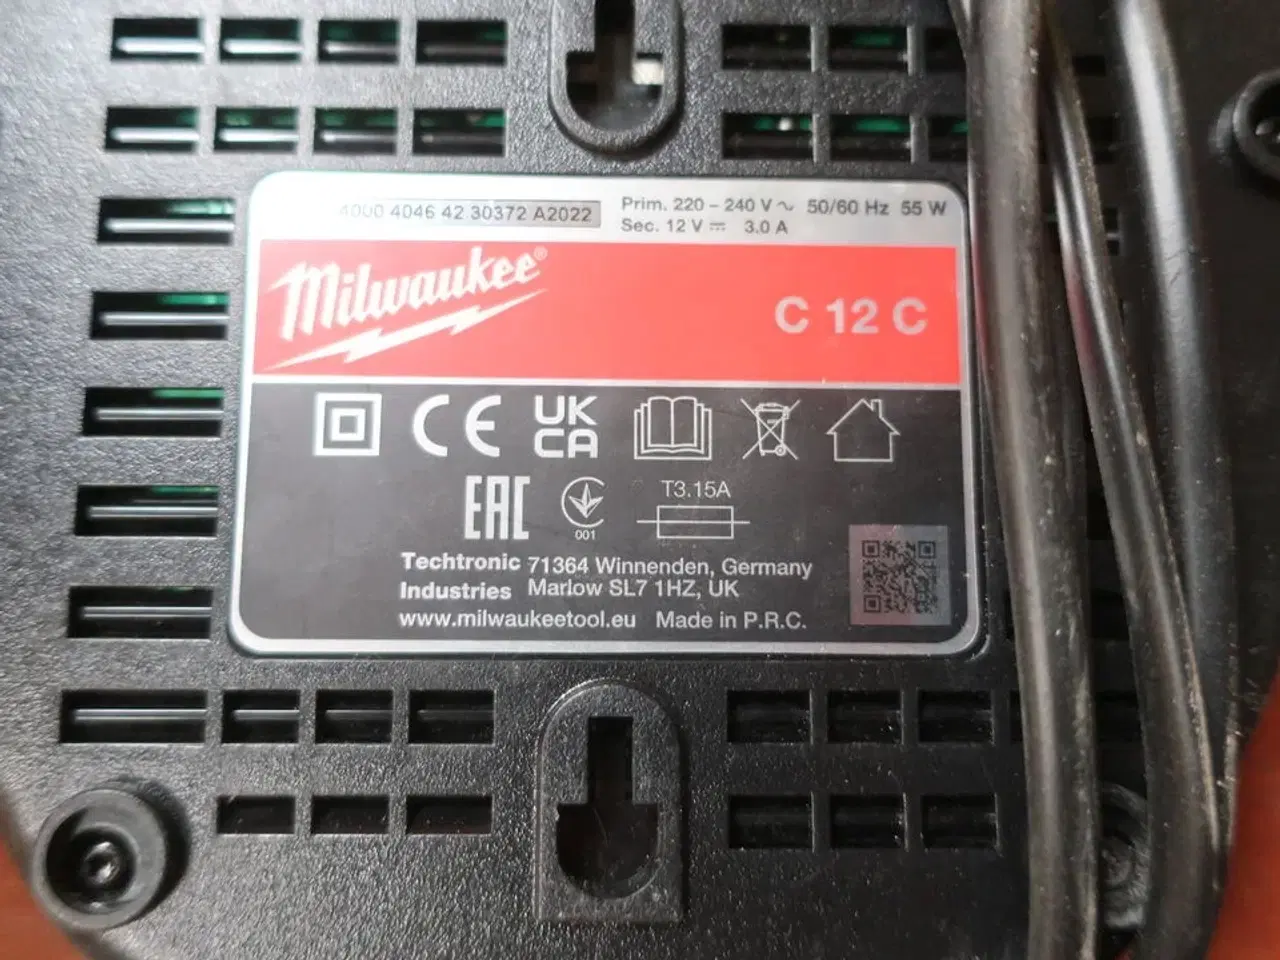 4000 4046 42 30372 A2022
Prim. 220 – 240 V ~ 50/60 Hz 55 W
Sec. 12 V ⎓ 3.0 A
Milwaukee®
C 12 C
CE
UK
CA
EAC
001
T3.15A
Techtronic 71364 Winnenden, Germany
Industries Marlow SL7 1HZ, UK
www.milwaukeetool.eu Made in P.R.C.